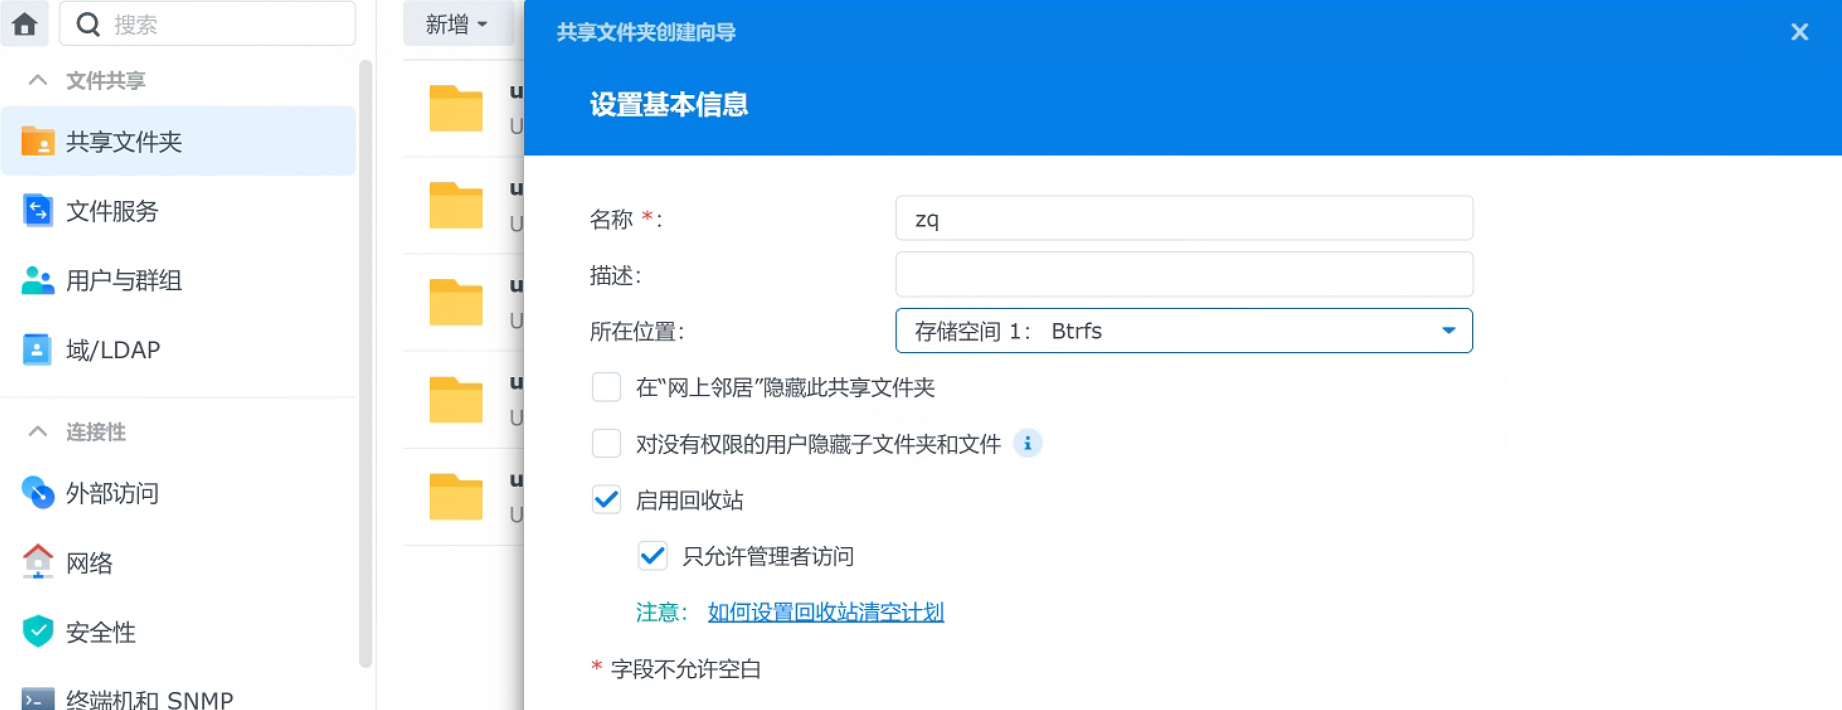 搜索
文件共享
共享文件夹
文件服务
用户与群组
域/LDAP
连接性
外部访问
网络
安全性
终端机和 SNMP
新增
u
U
u
U
u
U
u
U
u
U
共享文件夹创建向导
设置基本信息
名称 *:
zq
描述:
所在位置:
存储空间 1: Btrfs
在“网上邻居”隐藏此共享文件夹
对没有权限的用户隐藏子文件夹和文件
启用回收站
只允许管理者访问
注意: 如何设置回收站清空计划
* 字段不允许空白